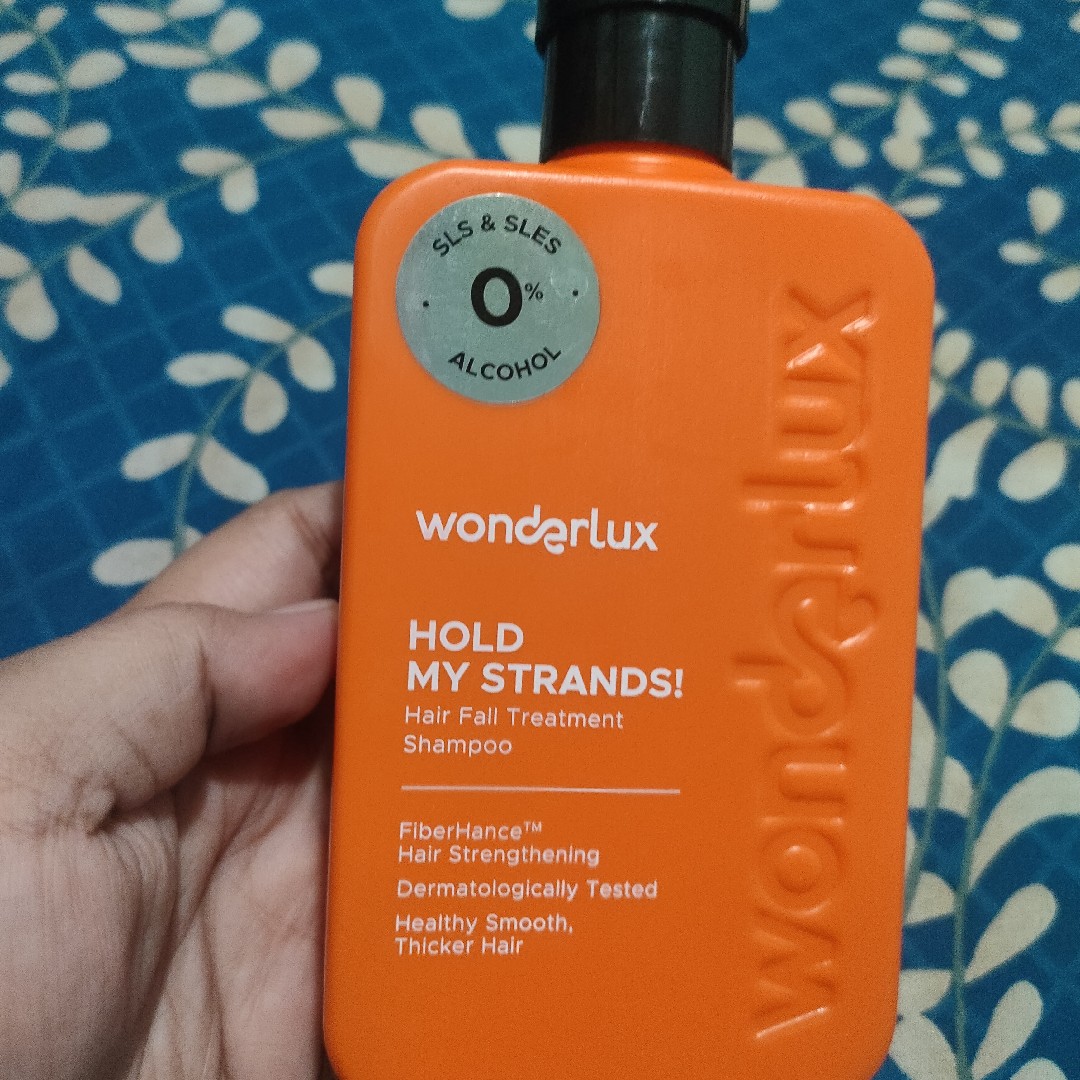 SLS & SLES
0%
ALCOHOL
wonderlux
HOLD
MY STRANDS!
Hair Fall Treatment
Shampoo
FiberHance™
Hair Strengthening
Dermatologically Tested
Healthy Smooth,
Thicker Hair
wonderlux